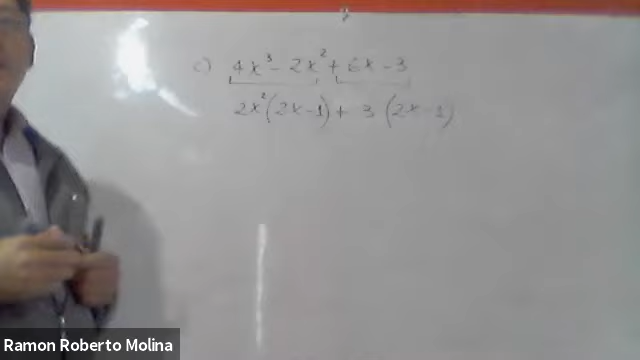 c) 4x³ - 2x² + 6x - 3
2x²(2x-1) + 3 (2x-1)
Ramon Roberto Molina